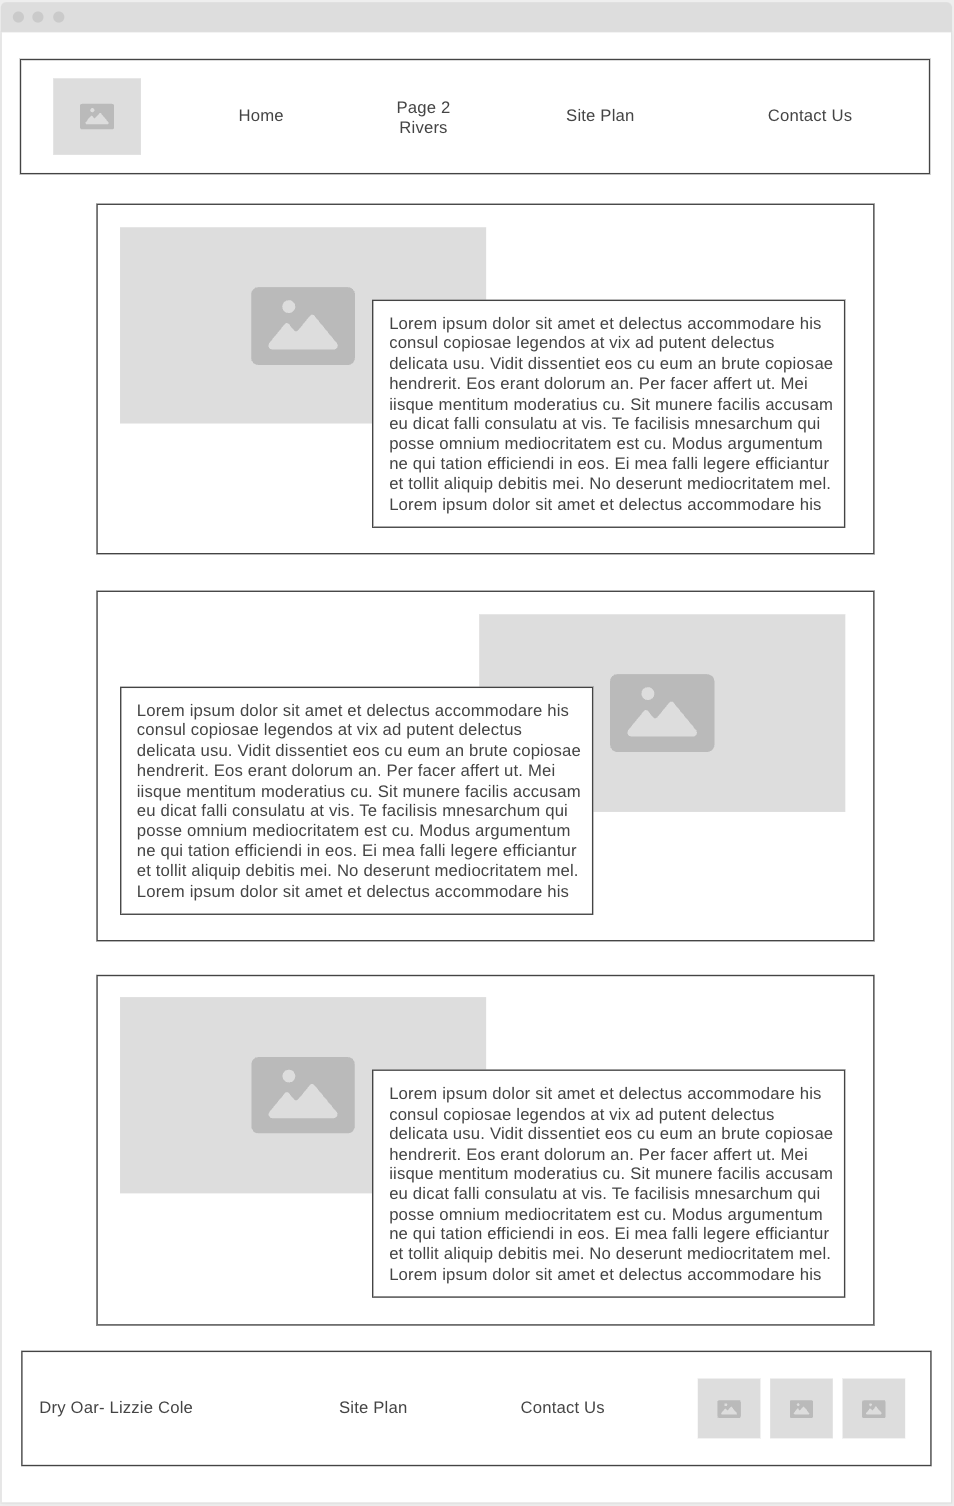 Home
Page 2
Rivers
Site Plan
Contact Us
Lorem ipsum dolor sit amet et delectus accommodare his
consul copiosae legendos at vix ad putent delectus
delicata usu. Vidit dissentiet eos cu eum an brute copiosae
hendrerit. Eos erant dolorum an. Per facer affert ut. Mei
iisque mentitum moderatius cu. Sit munere facilis accusam
eu dicat falli consulatu at vis. Te facilisis mnesarchum qui
posse omnium mediocritatem est cu. Modus argumentum
ne qui tation efficiendi in eos. Ei mea falli legere efficiantur
et tollit aliquip debitis mei. No deserunt mediocritatem mel.
Lorem ipsum dolor sit amet et delectus accommodare his
Lorem ipsum dolor sit amet et delectus accommodare his
consul copiosae legendos at vix ad putent delectus
delicata usu. Vidit dissentiet eos cu eum an brute copiosae
hendrerit. Eos erant dolorum an. Per facer affert ut. Mei
iisque mentitum moderatius cu. Sit munere facilis accusam
eu dicat falli consulatu at vis. Te facilisis mnesarchum qui
posse omnium mediocritatem est cu. Modus argumentum
ne qui tation efficiendi in eos. Ei mea falli legere efficiantur
et tollit aliquip debitis mei. No deserunt mediocritatem mel.
Lorem ipsum dolor sit amet et delectus accommodare his
Lorem ipsum dolor sit amet et delectus accommodare his
consul copiosae legendos at vix ad putent delectus
delicata usu. Vidit dissentiet eos cu eum an brute copiosae
hendrerit. Eos erant dolorum an. Per facer affert ut. Mei
iisque mentitum moderatius cu. Sit munere facilis accusam
eu dicat falli consulatu at vis. Te facilisis mnesarchum qui
posse omnium mediocritatem est cu. Modus argumentum
ne qui tation efficiendi in eos. Ei mea falli legere efficiantur
et tollit aliquip debitis mei. No deserunt mediocritatem mel.
Lorem ipsum dolor sit amet et delectus accommodare his
Dry Oar- Lizzie Cole
Site Plan
Contact Us